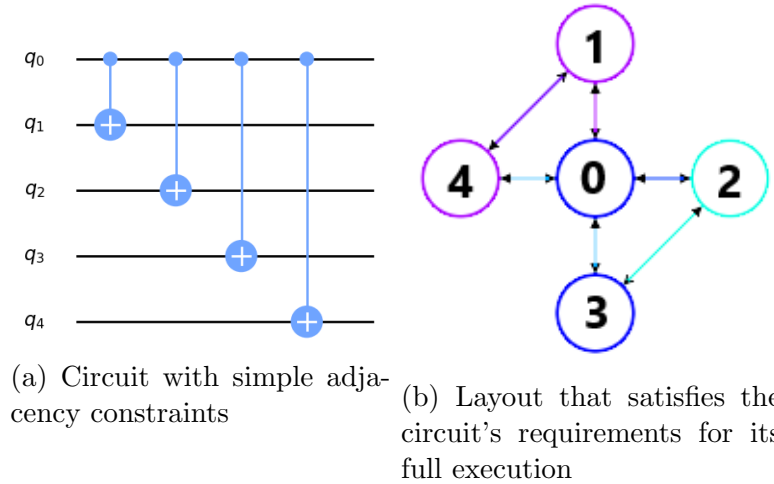 q0
q1
q2
q3
q4
1
4
0
2
3
(a) Circuit with simple adja-
cency constraints
(b) Layout that satisfies the
circuit's requirements for its
full execution